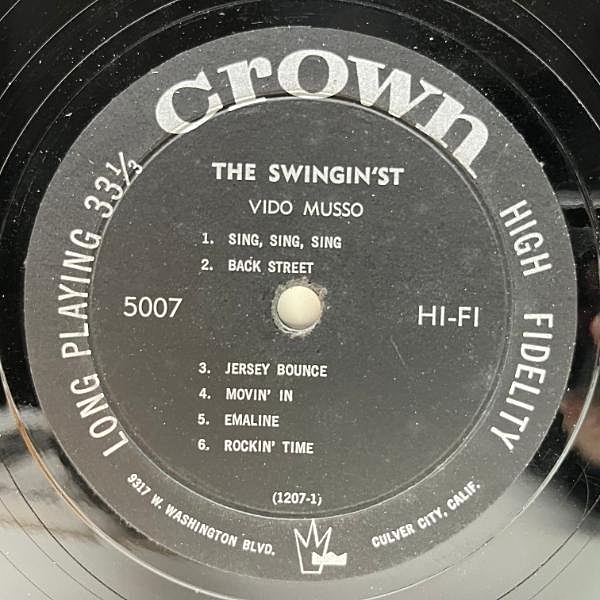 crown
THE SWINGIN'ST
VIDO MUSSO
1. SING, SING, SING
2. BACK STREET
5007
HI-FI
3. JERSEY BOUNCE
4. MOVIN' IN
5. EMALINE
6. ROCKIN' TIME
(1207-1)
LONG PLAYING 33⅓
HIGH FIDELITY
9317 W. WASHINGTON BLVD.
CULVER CITY, CALIF.